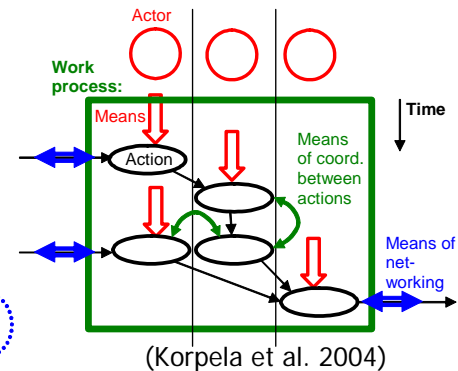 Actor
Work
process:
Means
Time
Action
Means
of coord.
between
actions
Means of
net-
working
(Korpela et al. 2004)